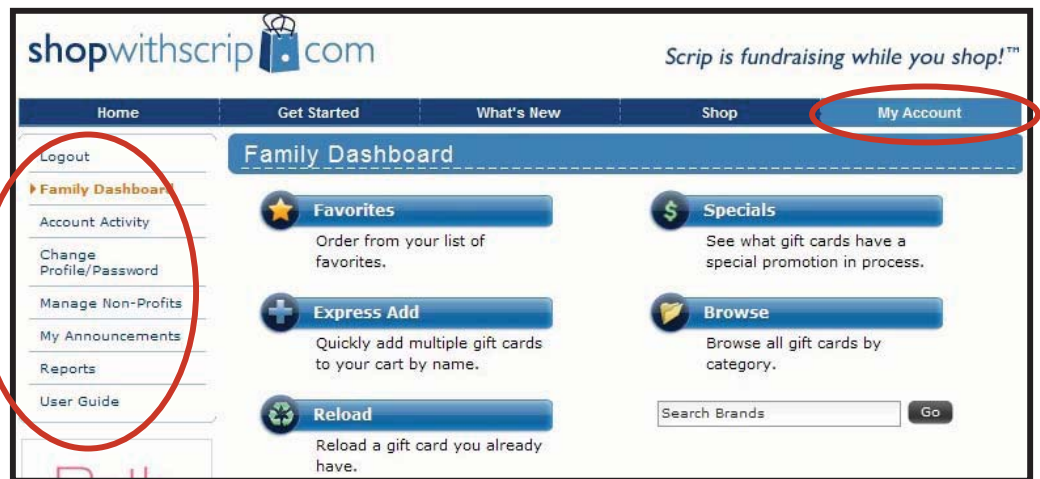 shopwithscrip.com
Scrip is fundraising while you shop!™
Home Get Started What's New Shop My Account
Logout
Family Dashboard
Account Activity
Change
Profile/Password
Manage Non-Profits
My Announcements
Reports
User Guide
Family Dashboard
Favorites
Order from your list of
favorites.
Express Add
Quickly add multiple gift cards
to your cart by name.
Reload
Reload a gift card you already
have.
$ Specials
See what gift cards have a
special promotion in process.
Browse
Browse all gift cards by
category.
Search Brands Go